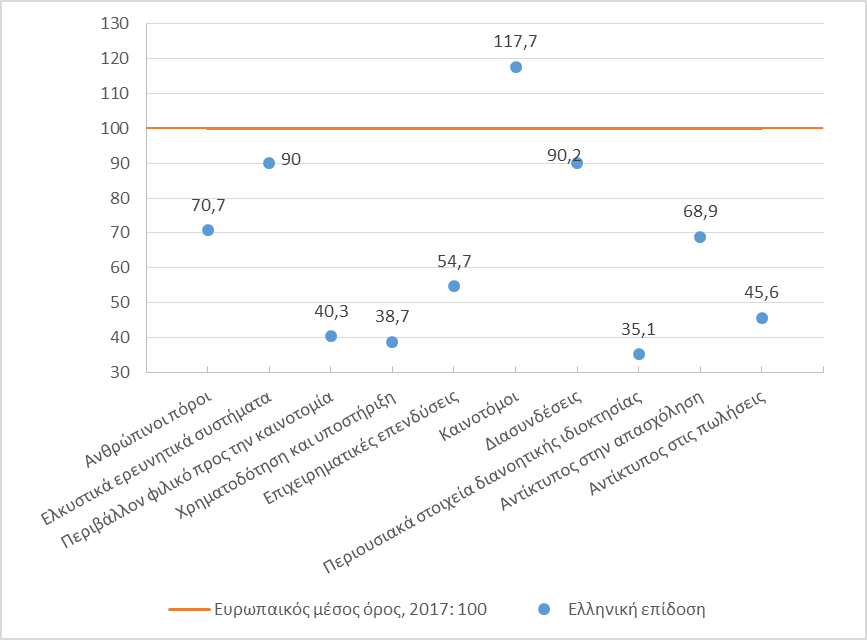 130
120
110
100
90
80
70
60
50
40
30
117,7
90
90,2
70,7
68,9
54,7
45,6
40,3
38,7
35,1
Ανθρώπινοι πόροι
Ελκυστικά ερευνητικά συστήματα
Περιβάλλον φιλικό προς την καινοτομία
Χρηματοδότηση και υποστήριξη
Επιχειρηματικές επενδύσεις
Καινοτόμοι
Διασυνδέσεις
Περιουσιακά στοιχεία διανοητικής ιδιοκτησίας
Αντίκτυπος στην απασχόληση
Αντίκτυπος στις πωλήσεις
Ευρωπαικός μέσος όρος, 2017: 100
Ελληνική επίδοση